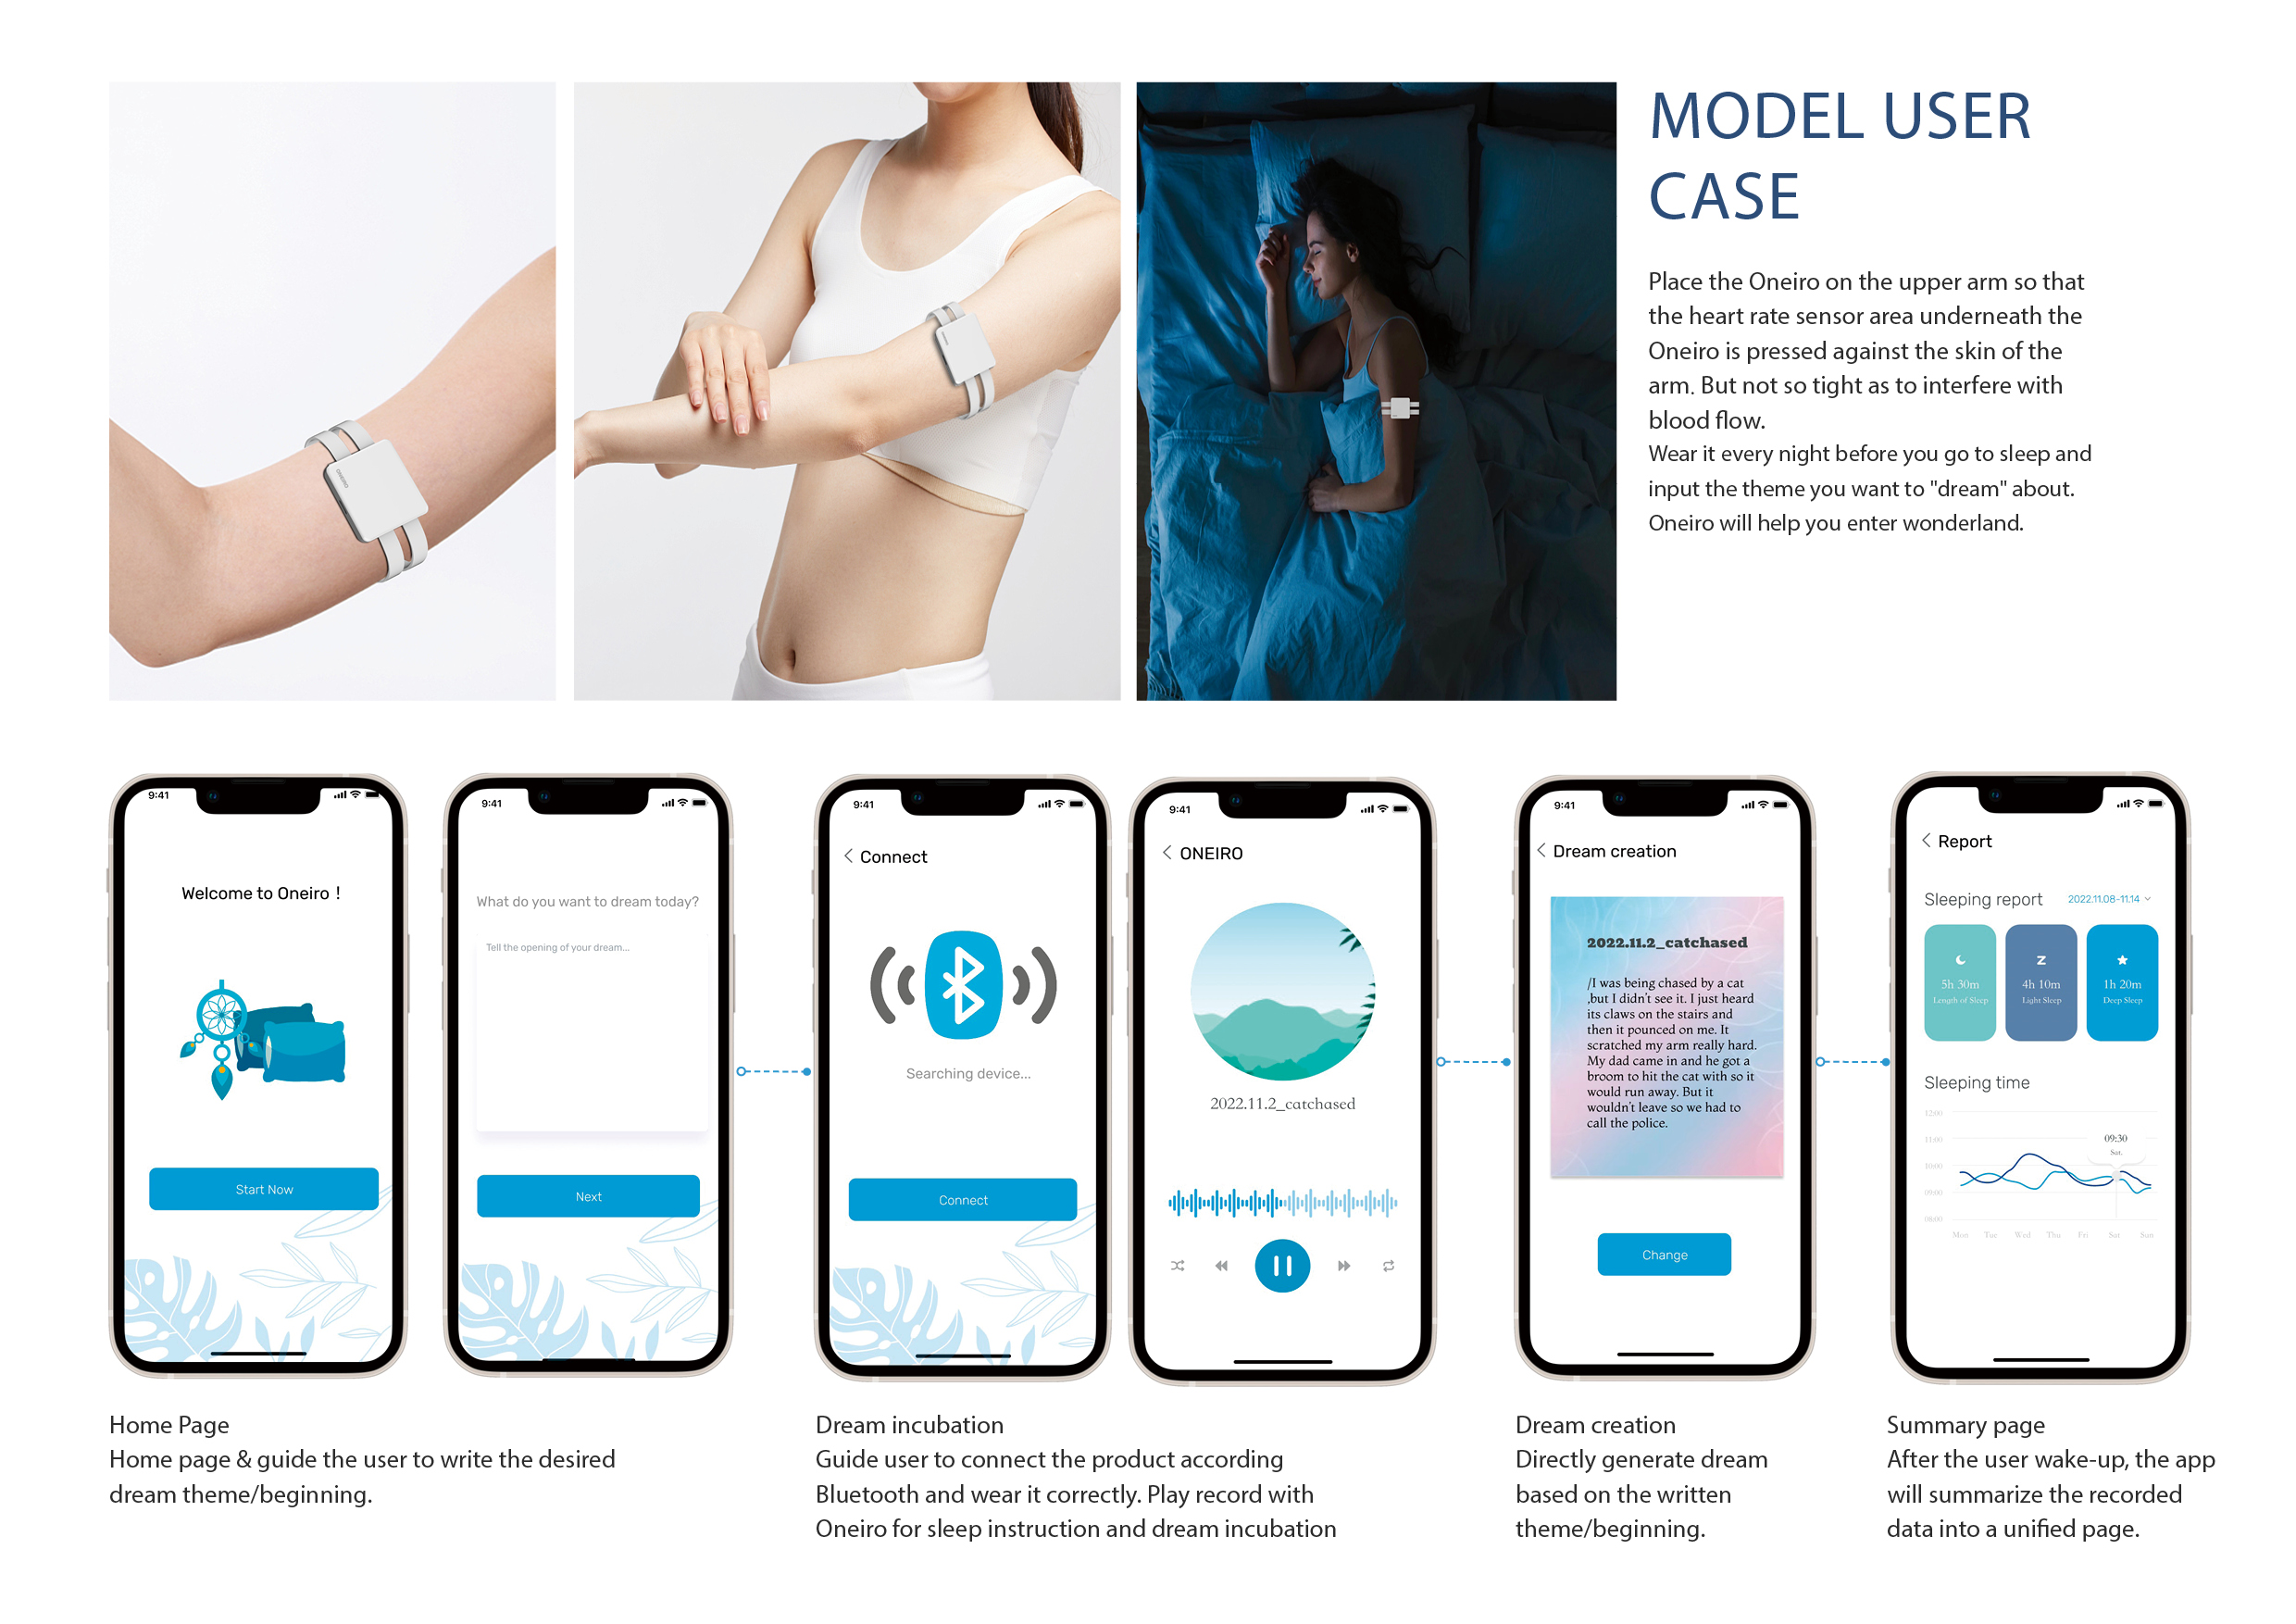 MODEL USER
CASE
Place the Oneiro on the upper arm so that
the heart rate sensor area underneath the
Oneiro is pressed against the skin of the
arm. But not so tight as to interfere with
blood flow.
Wear it every night before you go to sleep and
input the theme you want to "dream" about.
Oneiro will help you enter wonderland.
ONEIRO
ONEIRO
9:41
Welcome to Oneiro !
Start Now
9:41
What do you want to dream today?
Tell the opening of your dream...
Next
9:41
Connect
Searching device...
Connect
9:41
ONEIRO
2022.11.2_catchased
9:41
Dream creation
2022.11.2_catchased
/I was being chased by a cat
,but I didn't see it. I just heard
its claws on the stairs and
then it pounced on me. It
scratched my arm really hard.
My dad came in and he got a
broom to hit the cat with so it
would run away. But it
wouldn't leave so we had to
call the police.
Change
Report
Sleeping report 2022.11.08-11.14
5h 30m
Length of Sleep
z
4h 10m
Light Sleep
1h 20m
Deep Sleep
Sleeping time
12:00
11:00
10:00
09:00
08:00
09:30
Sat.
Mon Tue Wed Thu Fri Sat Sun
Home Page
Home page & guide the user to write the desired
dream theme/beginning.
Dream incubation
Guide user to connect the product according
Bluetooth and wear it correctly. Play record with
Oneiro for sleep instruction and dream incubation
Dream creation
Directly generate dream
based on the written
theme/beginning.
Summary page
After the user wake-up, the app
will summarize the recorded
data into a unified page.